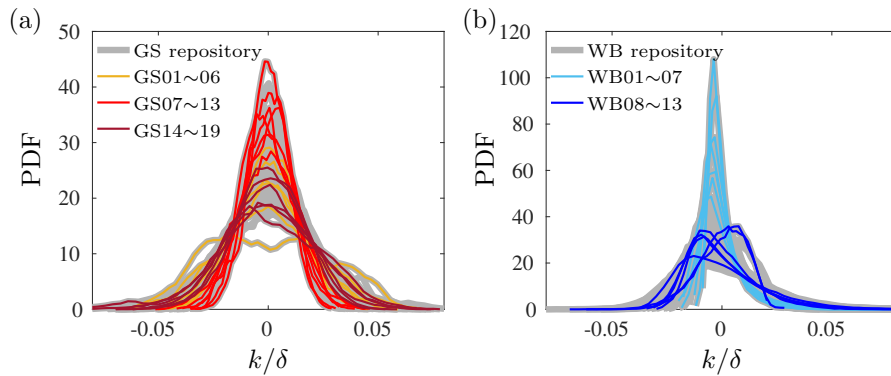 (a)
50
40
30
20
10
0
PDF
GS repository
GS01~06
GS07~13
GS14~19
-0.05
0
0.05
k/δ
(b)
120
100
80
60
40
20
0
PDF
WB repository
WB01~07
WB08~13
-0.05
0
0.05
k/δ